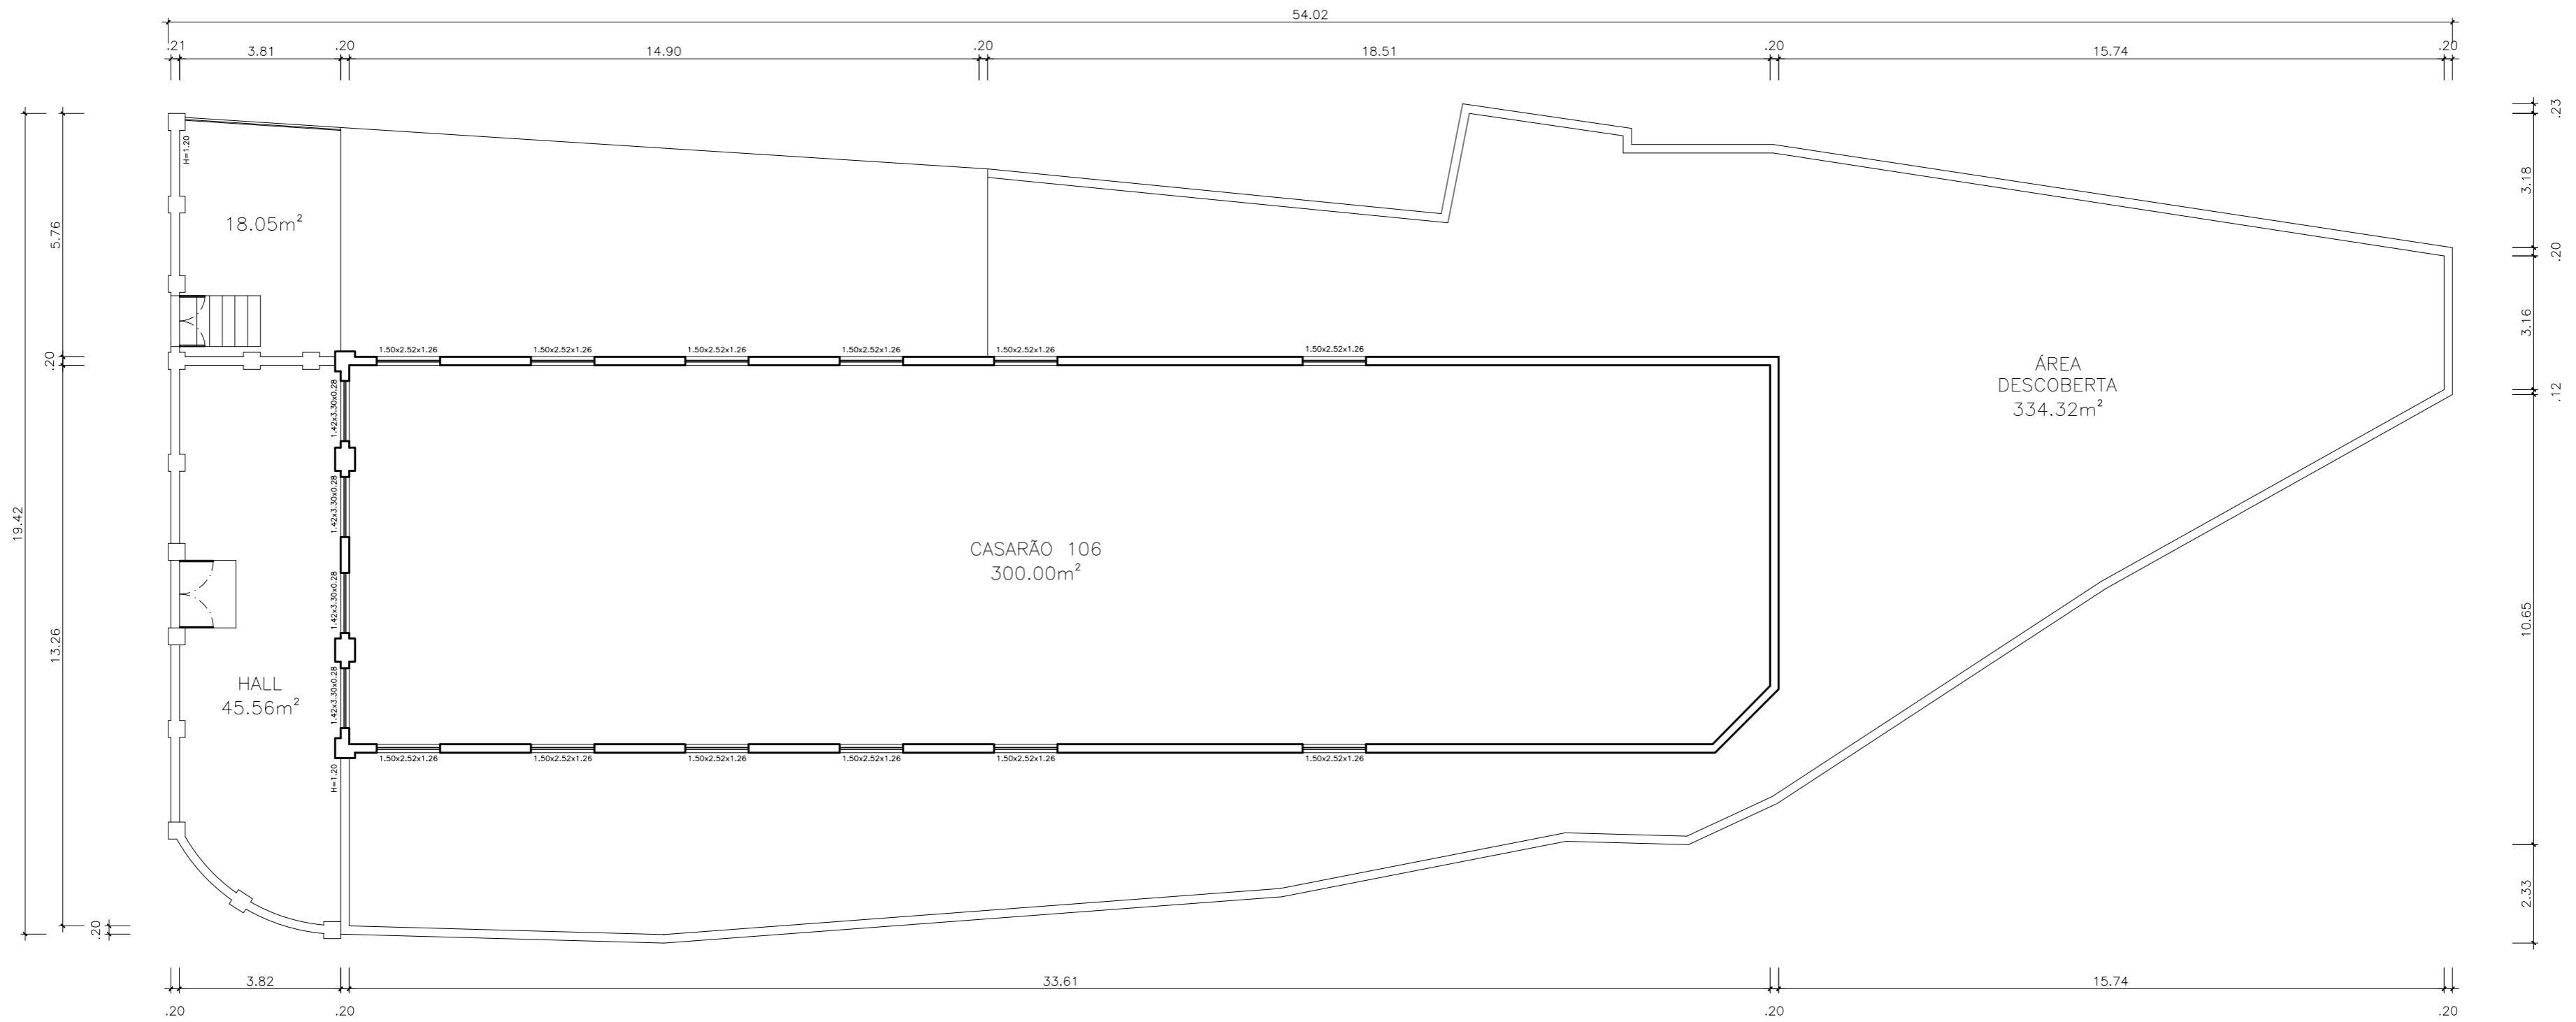 54.02
.21
3.81
.20
14.90
.20
18.51
.20
15.74
.20
.23
3.18
.20
3.16
.12
10.65
2.33
19.42
5.76
.20
13.26
.20
H=1.20
18.05m²
1.50x2.52x1.26
1.50x2.52x1.26
1.50x2.52x1.26
1.50x2.52x1.26
1.50x2.52x1.26
1.50x2.52x1.26
ÁREA
DESCOBERTA
334.32m²
1.42x3.30x0.28
1.42x3.30x0.28
1.42x3.30x0.28
1.42x3.30x0.28
CASARÃO 106
300.00m²
HALL
45.56m²
1.50x2.52x1.26
1.50x2.52x1.26
1.50x2.52x1.26
1.50x2.52x1.26
1.50x2.52x1.26
1.50x2.52x1.26
H=1.20
3.82
33.61
15.74
.20
.20
.20
.20